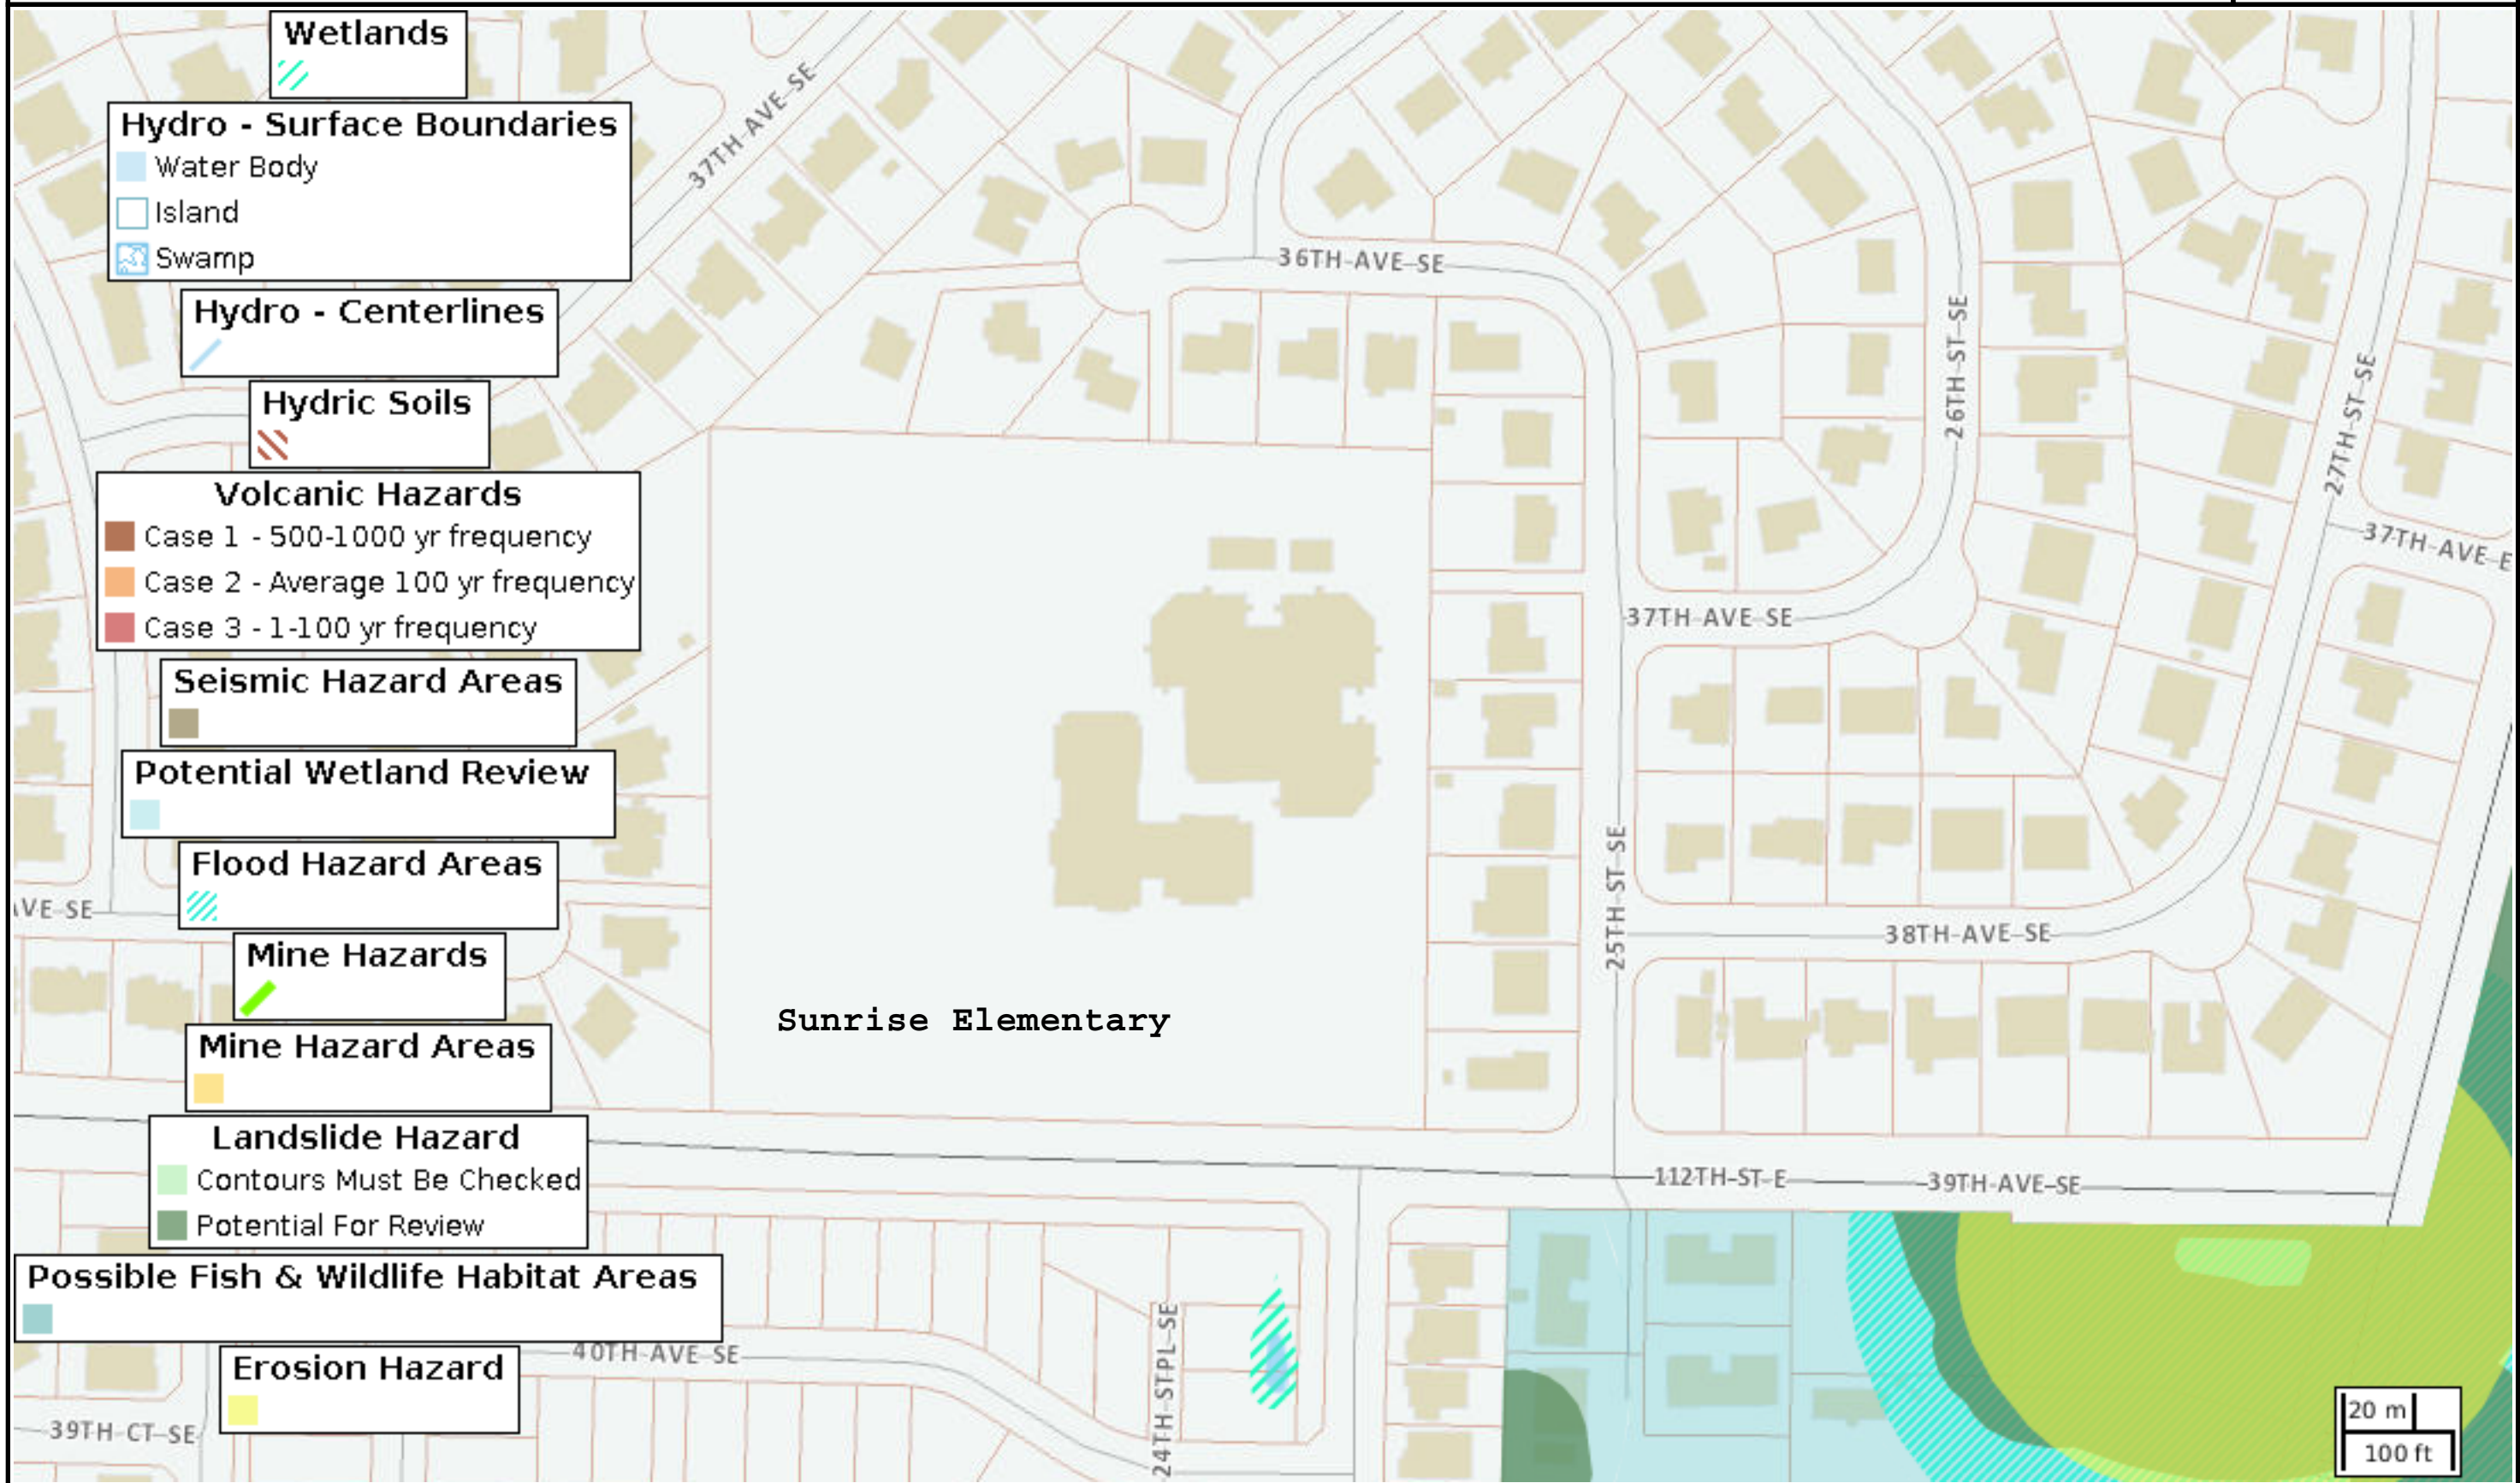 Wetlands
Hydro - Surface Boundaries
Water Body
Island
Swamp
Hydro - Centerlines
Hydric Soils
Volcanic Hazards
Case 1 - 500-1000 yr frequency
Case 2 - Average 100 yr frequency
Case 3 - 1-100 yr frequency
Seismic Hazard Areas
Potential Wetland Review
Flood Hazard Areas
Mine Hazards
Mine Hazard Areas
Landslide Hazard
Contours Must Be Checked
Potential For Review
Possible Fish & Wildlife Habitat Areas
Erosion Hazard
37TH AVE SE
36TH AVE SE
26TH ST SE
27TH ST SE
37TH AVE E
37TH AVE SE
25TH ST SE
38TH AVE SE
AVE SE
Sunrise Elementary
112TH ST E
39TH AVE SE
40TH AVE SE
24TH ST PL SE
39TH CT SE
20 m
100 ft